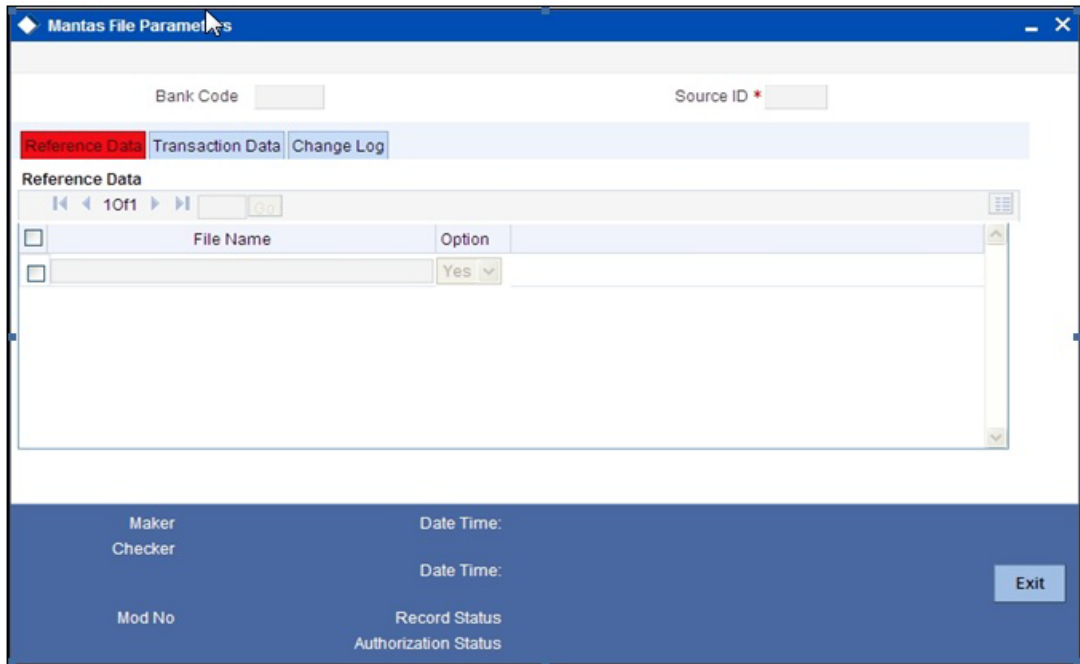 Mantas File Parameters
Bank Code
Source ID *
Reference Data Transaction Data Change Log
Reference Data
1Of1 Go
File Name Option
Yes
Maker Date Time:
Checker
Date Time:
Exit
Mod No Record Status
Authorization Status